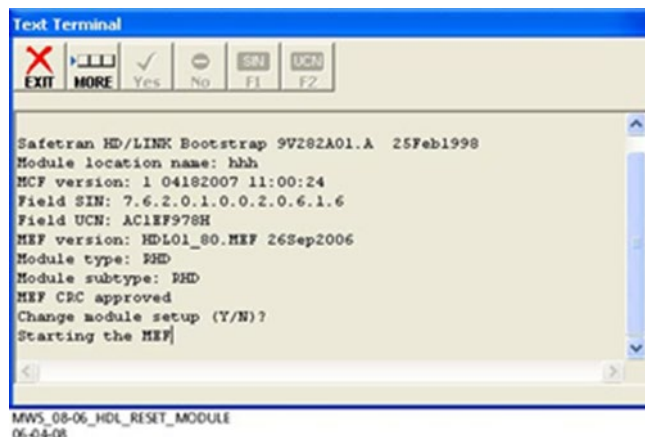 Text Terminal
EXIT MORE Yes No SIN F1 UCN F2
Safetran HD/LINK Bootstrap 9V282A01.A 25Feb1998
Module location name: hhh
MCF version: 1 04182007 11:00:24
Field SIN: 7.6.2.0.1.0.0.2.0.6.1.6
Field UCN: AC1EF978H
MEF version: HDL01_80.MEF 26Sep2006
Module type: RHD
Module subtype: RHD
MEF CRC approved
Change module setup (Y/N)?
Starting the MEF
MWS_08-06_HDL_RESET_MODULE
06-04-08